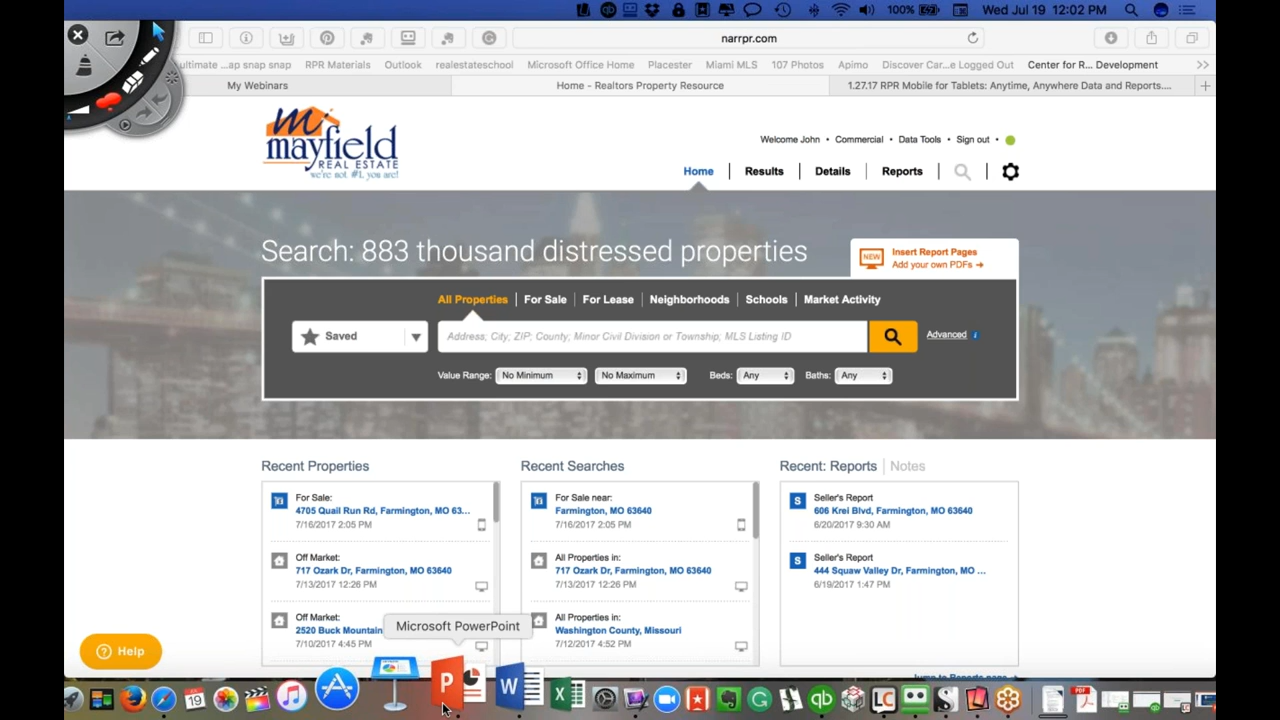 100%
Wed Jul 19 12:02 PM
narrpr.com
ultimate ...ap snap snap RPR Materials Outlook realestateschool Microsoft Office Home Placester Miami MLS 107 Photos Apimo Discover Car...e Logged Out Center for R... Development >>
My Webinars Home - Realtors Property Resource 1.27.17 RPR Mobile for Tablets: Anytime, Anywhere Data and Reports.... +
m
mayfield
REAL ESTATE
we're not #1, you are!
Welcome John • Commercial • Data Tools • Sign out •
Home Results Details Reports
Search: 883 thousand distressed properties
NEW
Insert Report Pages
Add your own PDFs →
All Properties For Sale For Lease Neighborhoods Schools Market Activity
Saved
Address; City; ZIP; County; Minor Civil Division or Township; MLS Listing ID
Advanced i
Value Range: No Minimum No Maximum Beds: Any Baths: Any
Recent Properties
For Sale:
4705 Quail Run Rd, Farmington, MO 63...
7/16/2017 2:05 PM
Off Market:
717 Ozark Dr, Farmington, MO 63640
7/13/2017 12:26 PM
Off Market:
2520 Buck Mountain
7/10/2017 4:45 PM
Recent Searches
For Sale near:
Farmington, MO 63640
7/16/2017 2:05 PM
All Properties in:
717 Ozark Dr, Farmington, MO 63640
7/13/2017 12:26 PM
All Properties in:
Washington County, Missouri
7/12/2017 4:52 PM
Recent: Reports Notes
S
Seller's Report
606 Krei Blvd, Farmington, MO 63640
6/20/2017 9:30 AM
S
Seller's Report
444 Squaw Valley Dr, Farmington, MO ...
6/19/2017 1:47 PM
Jump to Reports page
Microsoft PowerPoint
Help
19
P
W
X
LC
S
PDF